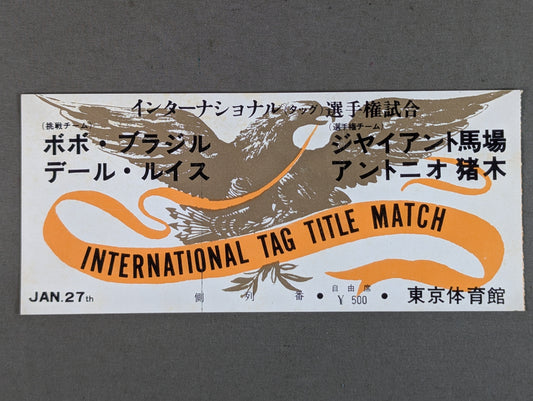 インターナショナル(タッグ)選手権試合
(挑戦チーム)
ボボ・ブラジル
デール・ルイス
(選手権チーム)
ジャイアント馬場
アントニオ猪木
INTERNATIONAL TAG TITLE MATCH
JAN.27th
側 列 番 • 自由席 ¥500 • 東京体育館